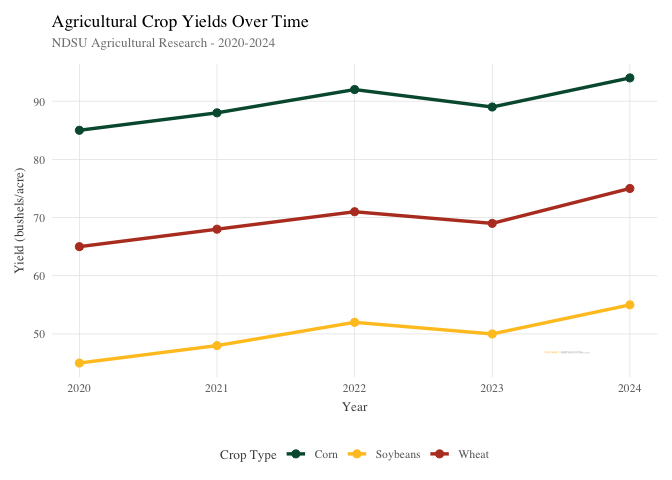 Agricultural Crop Yields Over Time
NDSU Agricultural Research - 2020-2024
Yield (bushels/acre)
90
80
70
60
50
2020 2021 2022 2023 2024
Year
Crop Type Corn Soybeans Wheat